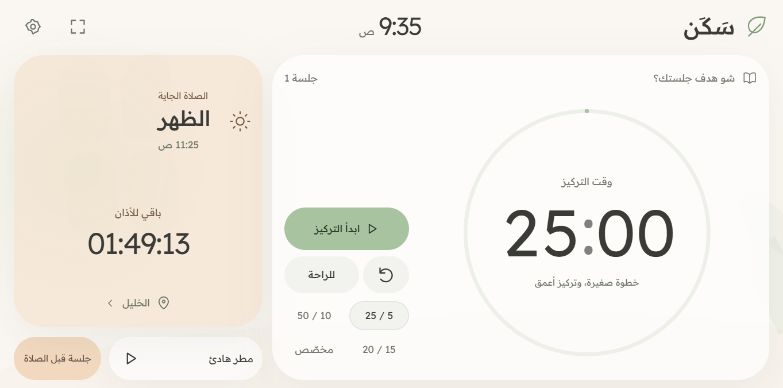 سَكَن
9:35 ص
شو هدف جلستك؟
جلسة 1
وقت التركيز
25:00
خطوة صغيرة، وتركيز أعمق
ابدأ التركيز
للراحة
25 / 5
50 / 10
20 / 15
مخصّص
الصلاة الجاية
الظهر
11:25 ص
باقي للأذان
01:49:13
الخليل
مطر هادئ
جلسة قبل الصلاة